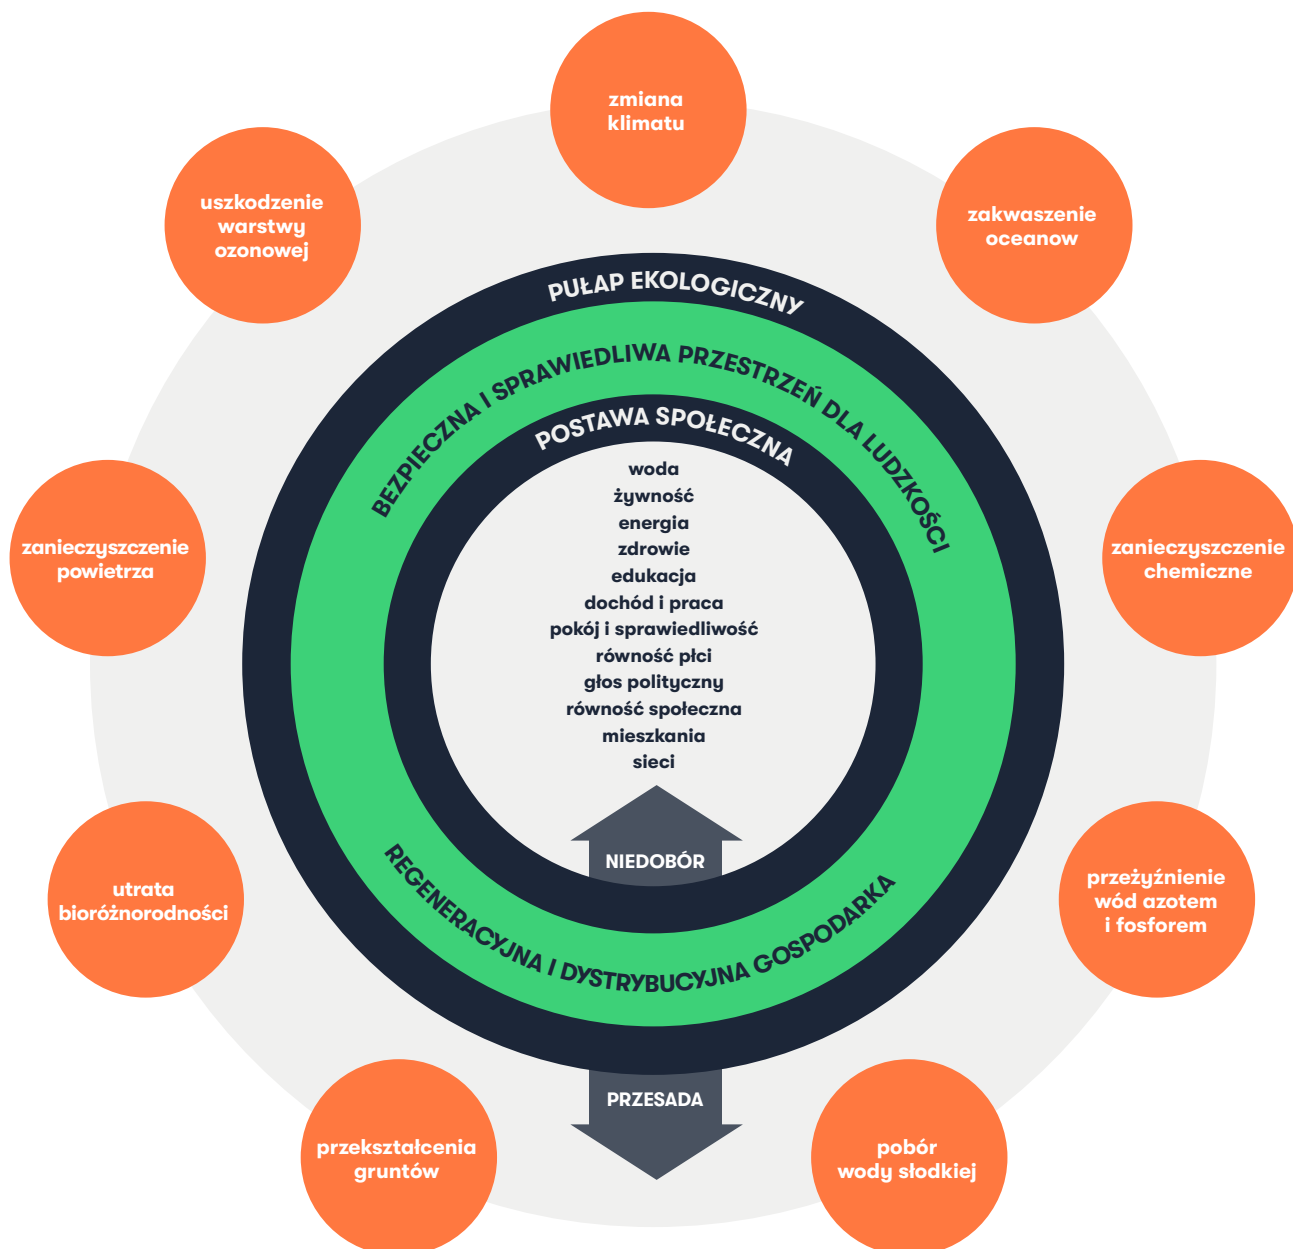 zmiana
klimatu
uszkodzenie
warstwy
ozonowej
zakwaszenie
oceanow
PUŁAP EKOLOGICZNY
BEZPIECZNA I SPRAWIEDLIWA PRZESTRZEŃ DLA LUDZKOŚCI
POSTAWA SPOŁECZNA
woda
żywność
energia
zdrowie
edukacja
dochód i praca
pokój i sprawiedliwość
równość płci
głos polityczny
równość społeczna
mieszkania
sieci
zanieczyszczenie
powietrza
zanieczyszczenie
chemiczne
NIEDOBÓR
utrata
bioróżnorodności
przeżyźnienie
wód azotem
i fosforem
REGENERACYJNA I DYSTRYBUCYJNA GOSPODARKA
PRZESADA
przekształcenia
gruntów
pobór
wody słodkiej